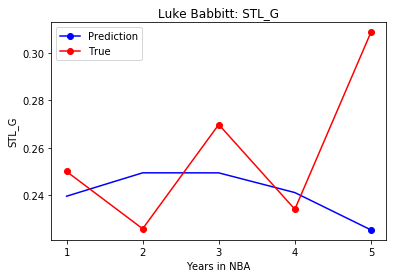 Luke Babbitt: STL_G
Prediction
True
STL_G
0.30
0.28
0.26
0.24
1 2 3 4 5
Years in NBA